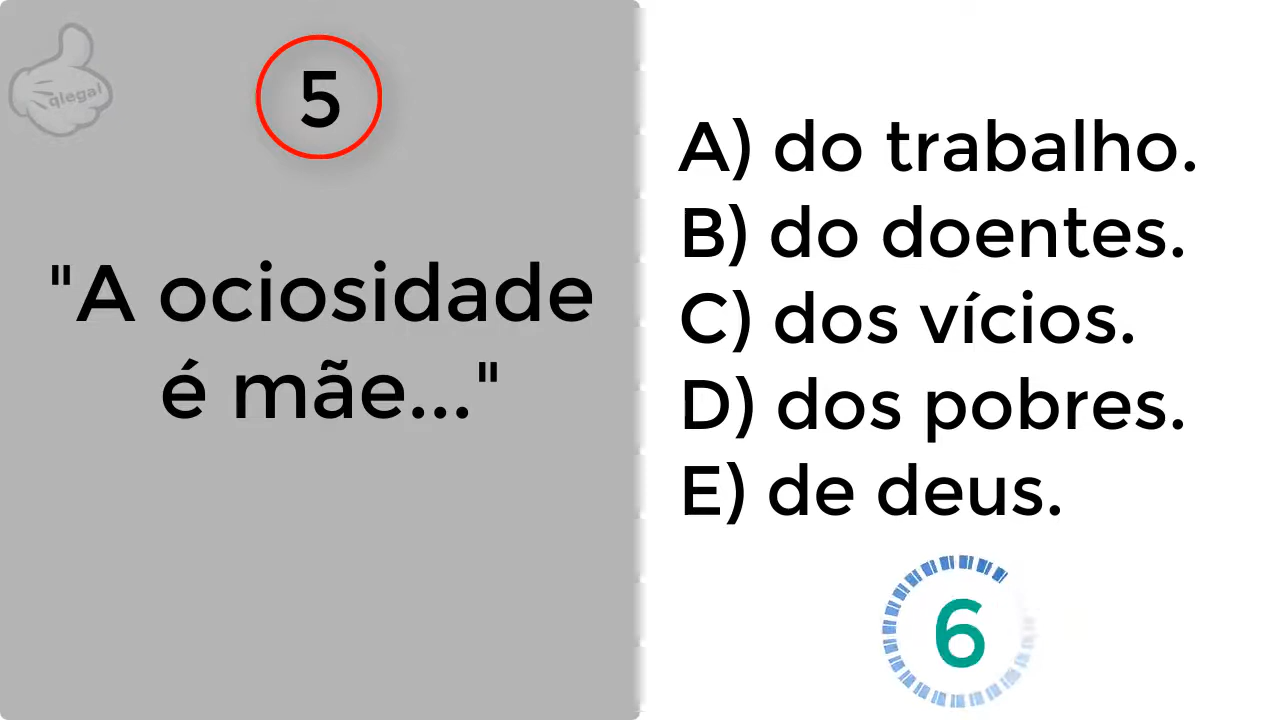 qlegal
5
"A ociosidade
é mãe..."
A) do trabalho.
B) do doentes.
C) dos vícios.
D) dos pobres.
E) de deus.
6